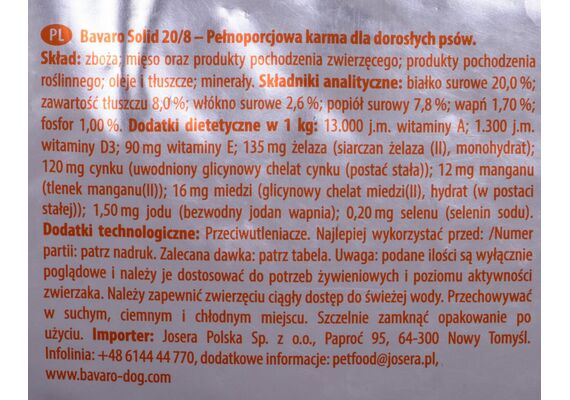 PL Bavaro Solid 20/8 – Pełnoporcjowa karma dla dorosłych psów.
Skład: zboża; mięso oraz produkty pochodzenia zwierzęcego; produkty pochodzenia
roślinnego; oleje i tłuszcze; minerały. Składniki analityczne: białko surowe 20,0 %;
zawartość tłuszczu 8,0 %; włókno surowe 2,6 %; popiół surowy 7,8 %; wapń 1,70 %;
fosfor 1,00 %. Dodatki dietetyczne w 1 kg: 13.000 j.m. witaminy A; 1.300 j.m.
witaminy D3; 90 mg witaminy E; 135 mg żelaza (siarczan żelaza (II), monohydrat);
120 mg cynku (uwodniony glicynowy chelat cynku (postać stała)); 12 mg manganu
(tlenek manganu(II)); 16 mg miedzi (glicynowy chelat miedzi(II), hydrat (w postaci
stałej)); 1,50 mg jodu (bezwodny jodan wapnia); 0,20 mg selenu (selenin sodu).
Dodatki technologiczne: Przeciwutleniacze. Najlepiej wykorzystać przed: /Numer
partii: patrz nadruk. Zalecana dawka: patrz tabela. Uwaga: podane ilości są wyłącznie
poglądowe i należy je dostosować do potrzeb żywieniowych i poziomu aktywności
zwierzaka. Należy zapewnić zwierzęciu ciągły dostęp do świeżej wody. Przechowywać
w suchym, ciemnym i chłodnym miejscu. Szczelnie zamknąć opakowanie po
użyciu. Importer: Josera Polska Sp. z o.o., Paproć 95, 64-300 Nowy Tomyśl.
Infolinia: +48 6144 44 770, dodatkowe informacje: petfood@josera.pl,
www.bavaro-dog.com